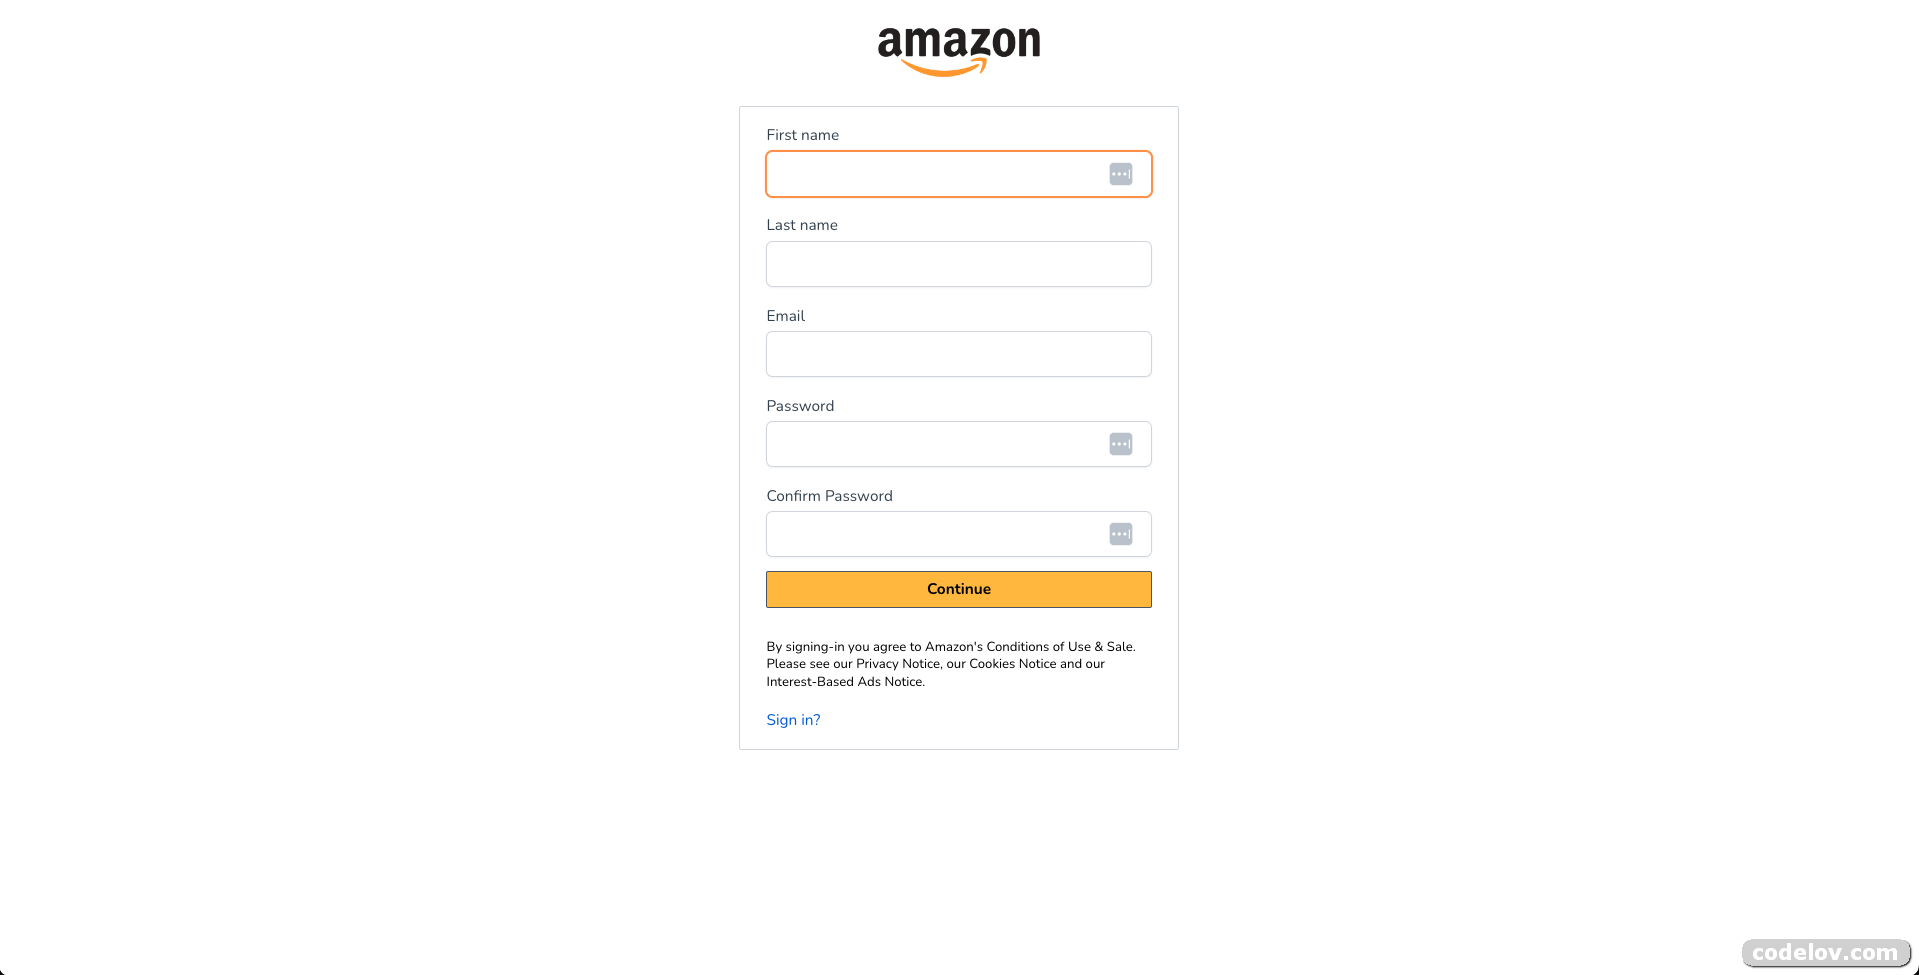 amazon
First name
Last name
Email
Password
Confirm Password
Continue
By signing-in you agree to Amazon's Conditions of Use & Sale.
Please see our Privacy Notice, our Cookies Notice and our
Interest-Based Ads Notice.
Sign in?
codelov.com